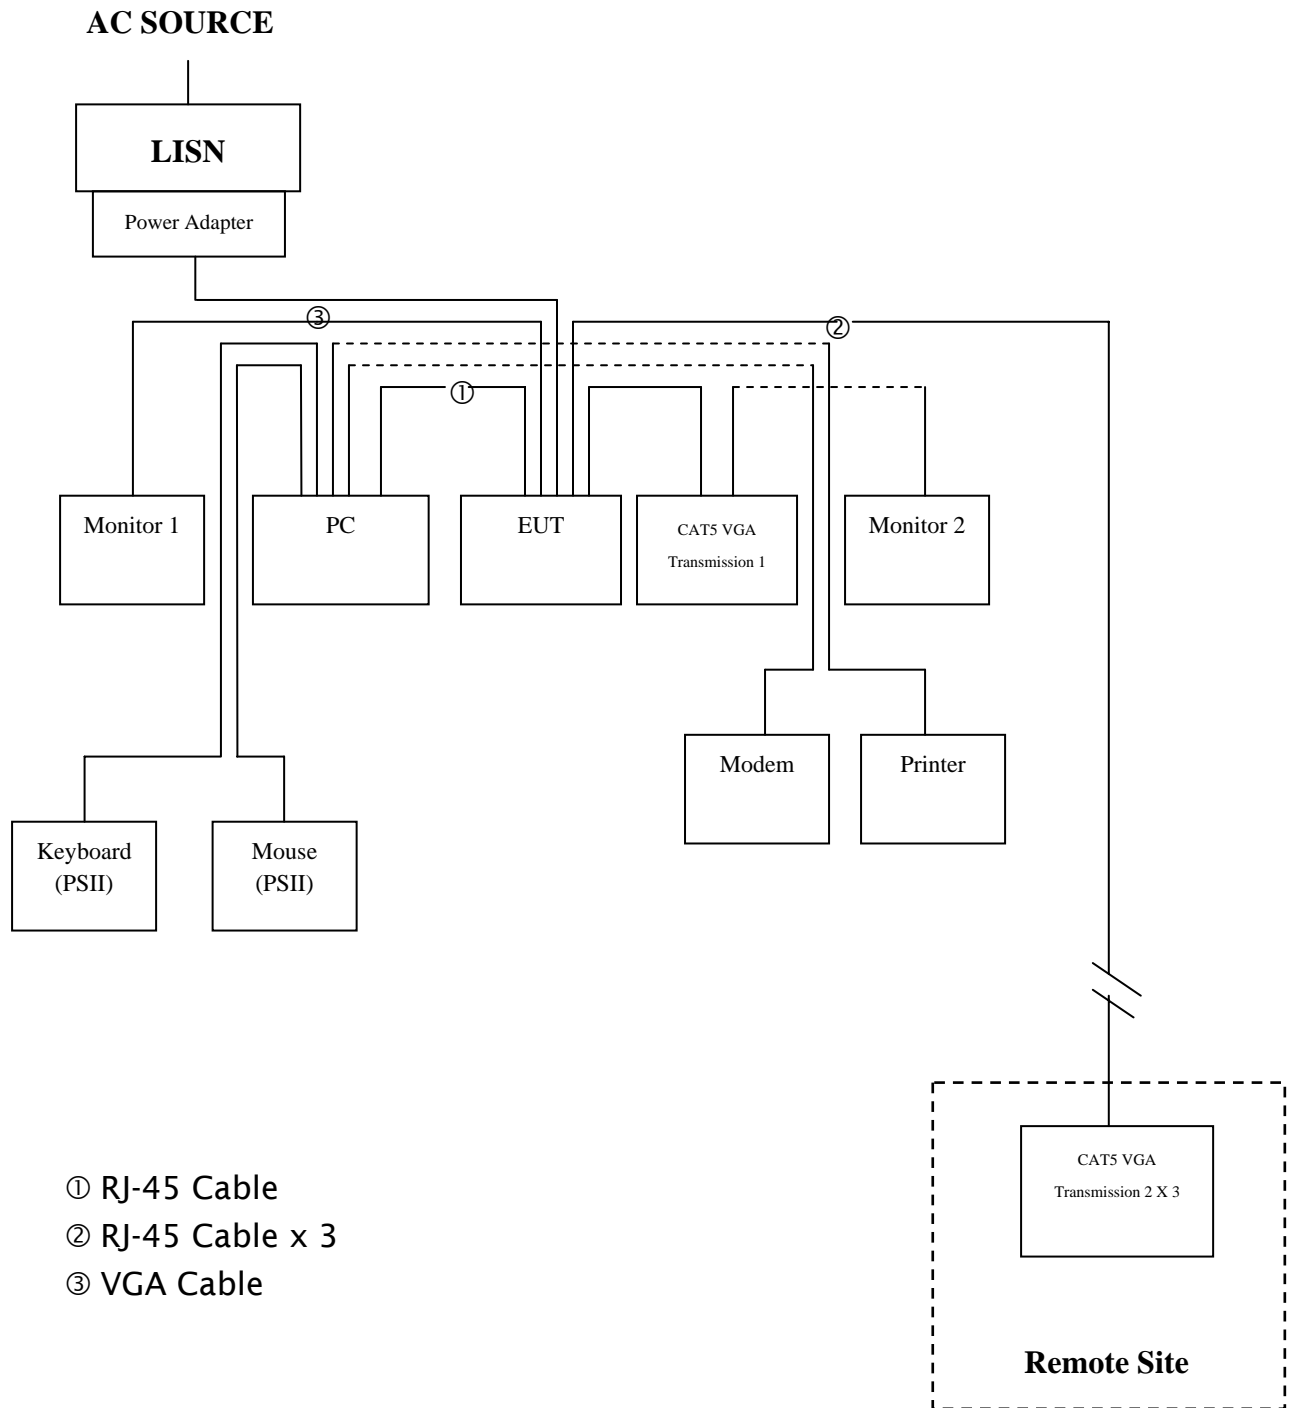 AC SOURCE
LISN
Power Adapter
③
②
①
Monitor 1
PC
EUT
CAT5 VGA
Transmission 1
Monitor 2
Modem
Printer
Keyboard
(PSII)
Mouse
(PSII)
CAT5 VGA
Transmission 2 X 3
① RJ-45 Cable
② RJ-45 Cable x 3
③ VGA Cable
Remote Site